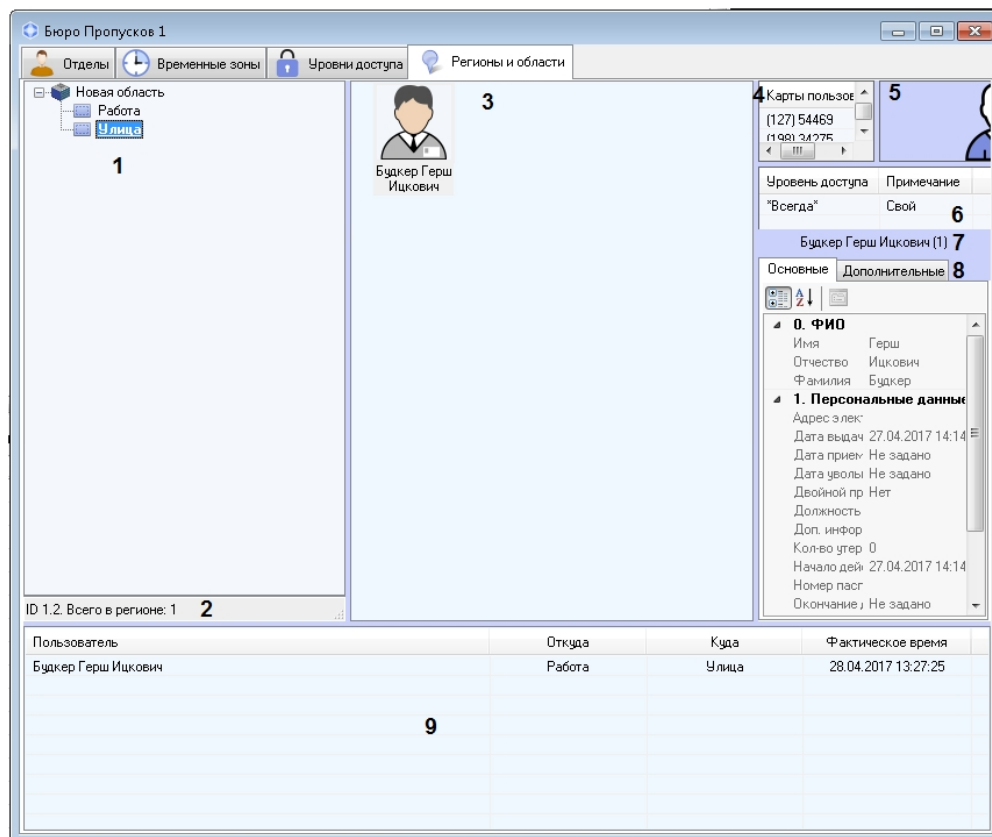 Бюро Пропусков 1
Отделы Временные зоны Уровни доступа Регионы и области
Новая область
Работа
Улица
1
ID 1.2. Всего в регионе: 1 2
3
Будкер Герш
Ицкович
4 Карты пользов
(127) 54469
(198) 34275
5
Уровень доступа Примечание
"Всегда" Свой
6
Будкер Герш Ицкович (1) 7
Основные Дополнительные 8
0. ФИО
Имя Герш
Отчество Ицкович
Фамилия Будкер
1. Персональные данные
Адрес элек
Дата выдач 27.04.2017 14:14
Дата прием Не задано
Дата уволь Не задано
Двойной пр Нет
Должность
Доп. инфор
Кол-во утер 0
Начало дей 27.04.2017 14:14
Номер пасп
Окончание Не задано
Пользователь Откуда Куда Фактическое время
Будкер Герш Ицкович Работа Улица 28.04.2017 13:27:25
9